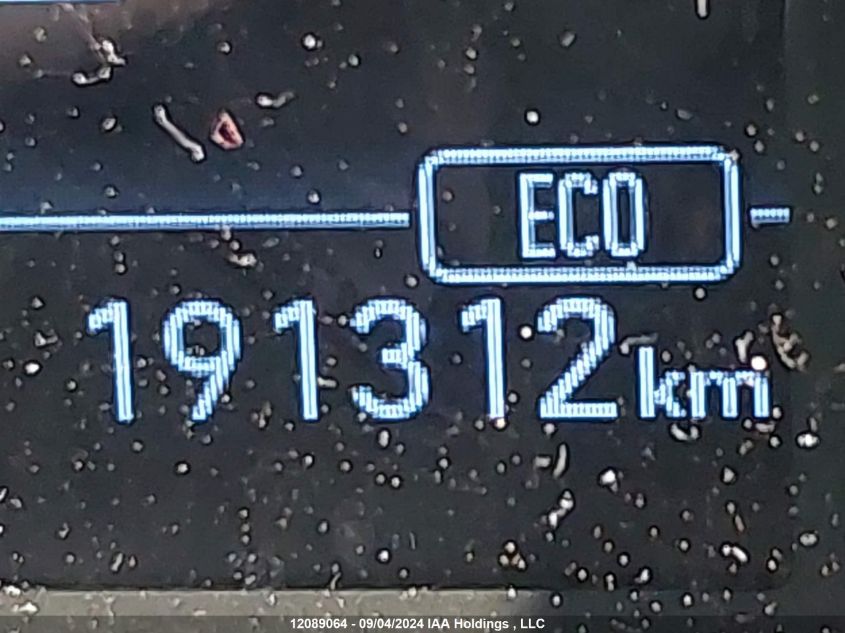 ECO
191312km
12089064 - 09/04/2024 IAA Holdings , LLC